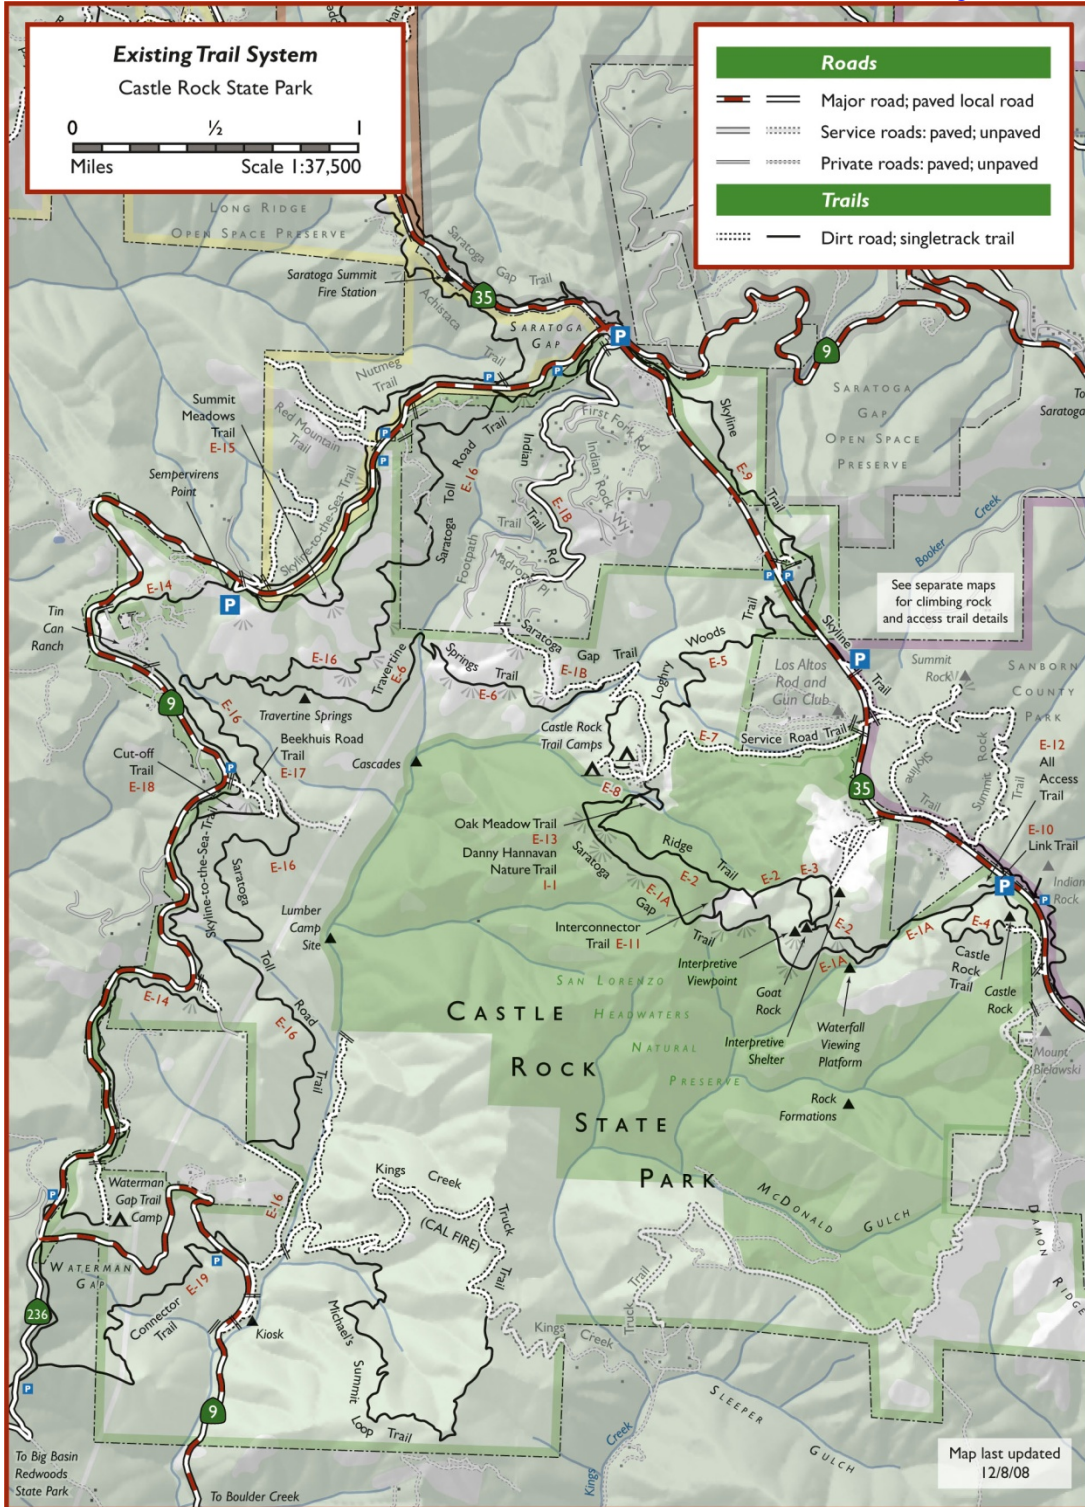 Existing Trail System
Castle Rock State Park
0 ½ 1
Miles Scale 1:37,500
Roads
Major road; paved local road
Service roads: paved; unpaved
Private roads: paved; unpaved
Trails
Dirt road; singletrack trail
LONG RIDGE
OPEN SPACE PRESERVE
Saratoga Summit
Fire Station
Saratoga Gap Trail
35
Achistaca
Trail
SARATOGA
GAP
P
9
To
Saratoga
SARATOGA
GAP
OPEN SPACE
PRESERVE
Nutmeg
Trail
Red Mountain
Trail
Summit
Meadows
Trail
E-15
Sempervirens
Point
Skyline-to-the-Sea-Trail
Saratoga Toll Road Trail
E-16
First Fork Rd
Indian Rock Wy
Indian Trail Rd
E-1B
Footpath Trail
Madrone Pl
Skyline Trail
E-9
Booker Creek
See separate maps
for climbing rock
and access trail details
E-14
P
Tin
Can
Ranch
E-16
Travertine
E-6
Springs Trail
E-6
Saratoga Gap Trail
E-1B
Loghry Woods Trail
E-5
Skyline Trail
P
Los Altos
Rod and
Gun Club
Summit
Rock
SANBORN
COUNTY
PARK
9
E-16
Travertine Springs
Beekhuis Road
Trail
E-17
Cut-off
Trail
E-18
Cascades
Castle Rock
Trail Camps
E-7
Service Road Trail
E-8
35
Skyline Trail
Summit Rock Trail
E-12
All
Access
Trail
E-10
Link Trail
P
Indian
Rock
Oak Meadow Trail
E-13
Danny Hannavan
Nature Trail
I-1
Ridge Trail
E-2
E-2
E-3
Saratoga Gap Trail
E-1A
Interconnector
Trail E-11
E-2
E-1A
E-1A
E-4
Castle
Rock
Trail
Castle
Rock
Interpretive
Viewpoint
Goat
Rock
Interpretive
Shelter
Waterfall
Viewing
Platform
Mount
Bielawski
Rock
Formations
Skyline-to-the-Sea-Trail
Saratoga Toll Road Trail
E-16
E-16
E-14
Lumber
Camp
Site
SAN LORENZO
HEADWATERS
NATURAL
PRESERVE
CASTLE
ROCK
STATE
PARK
McDONALD GULCH
DAMON RIDGE
Waterman
Gap Trail
Camp
E-16
Kings Creek Truck Trail
(CAL FIRE)
WATERMAN
GAP
E-19
Connector
Trail
236
Kiosk
Michael's Summit Loop Trail
Kings Creek Truck Trail
9
Kings Creek
SLEEPER GULCH
To Big Basin
Redwoods
State Park
To Boulder Creek
Map last updated
12/8/08